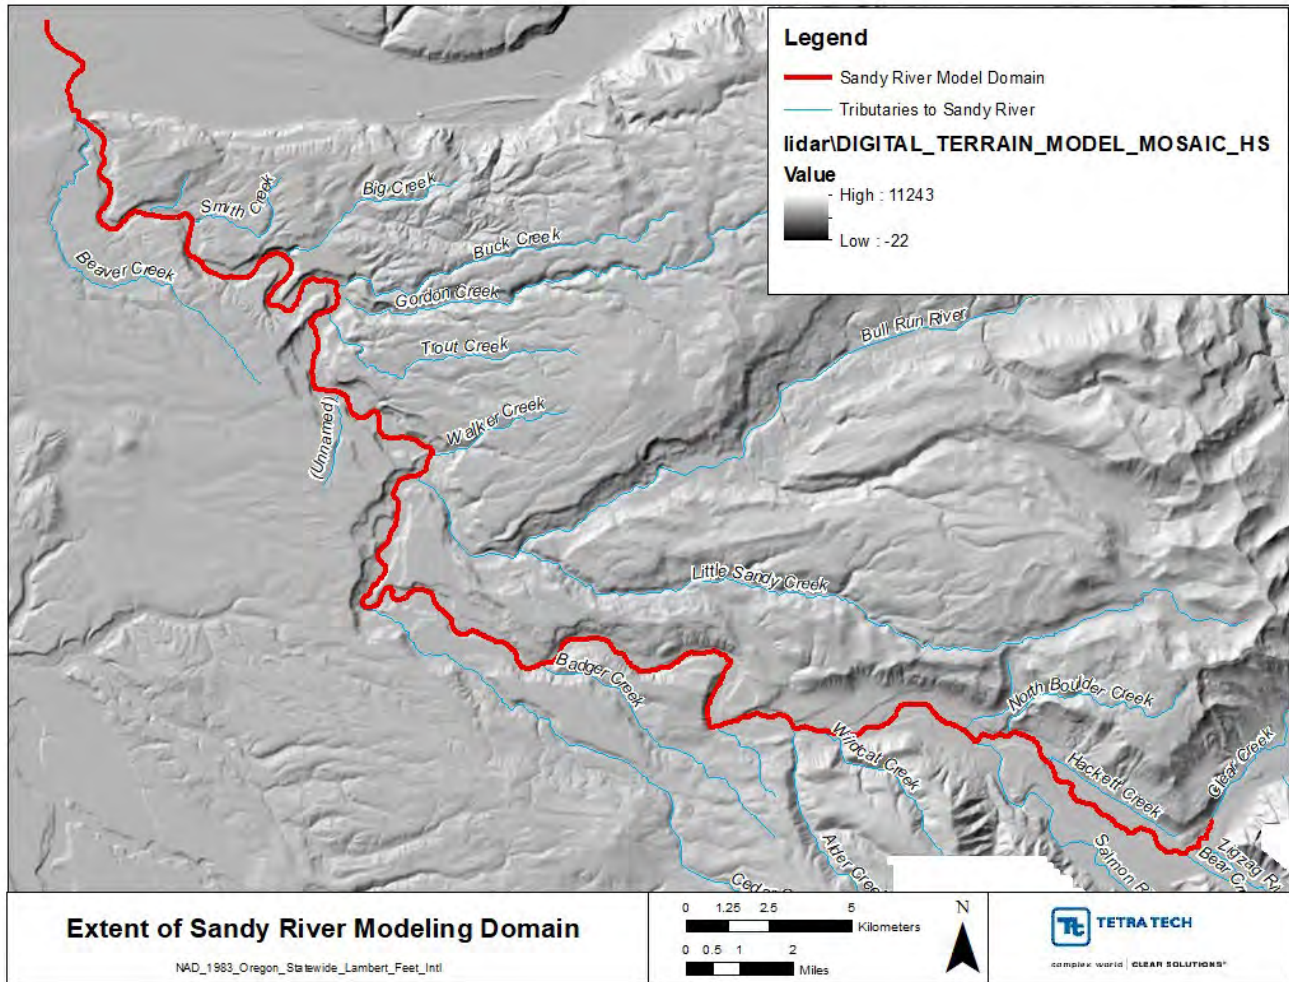 Legend
Sandy River Model Domain
Tributaries to Sandy River
lidar\DIGITAL_TERRAIN_MODEL_MOSAIC_HS
Value
High : 11243
Low : -22
Big Creek
Smith Creek
Buck Creek
Beaver Creek
Gordon Creek
Bull Run River
Trout Creek
Walker Creek
(Unnamed)
Little Sandy Creek
Badger Creek
North Boulder Creek
Wildcat Creek
Hackett Creek
Clear Creek
Alder Creek
Salmon R
Zigzag Riv
Bear Cr
Cedar
Extent of Sandy River Modeling Domain
NAD_1983_Oregon_Statewide_Lambert_Feet_Intl
0 1.25 2.5 5
Kilometers
0 0.5 1 2
Miles
N
Tt TETRA TECH
complex world | CLEAR SOLUTIONS®